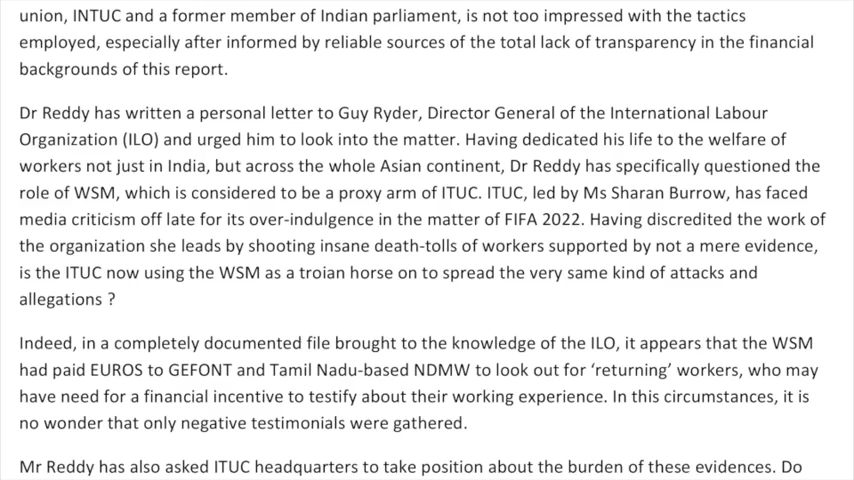 union, INTUC and a former member of Indian parliament, is not too impressed with the tactics
employed, especially after informed by reliable sources of the total lack of transparency in the financial
backgrounds of this report.
Dr Reddy has written a personal letter to Guy Ryder, Director General of the International Labour
Organization (ILO) and urged him to look into the matter. Having dedicated his life to the welfare of
workers not just in India, but across the whole Asian continent, Dr Reddy has specifically questioned the
role of WSM, which is considered to be a proxy arm of ITUC. ITUC, led by Ms Sharan Burrow, has faced
media criticism off late for its over-indulgence in the matter of FIFA 2022. Having discredited the work of
the organization she leads by shooting insane death-tolls of workers supported by not a mere evidence,
is the ITUC now using the WSM as a troian horse on to spread the very same kind of attacks and
allegations ?
Indeed, in a completely documented file brought to the knowledge of the ILO, it appears that the WSM
had paid EUROS to GEFONT and Tamil Nadu-based NDMW to look out for ‘returning’ workers, who may
have need for a financial incentive to testify about their working experience. In this circumstances, it is
no wonder that only negative testimonials were gathered.
Mr Reddy has also asked ITUC headquarters to take position about the burden of these evidences. Do